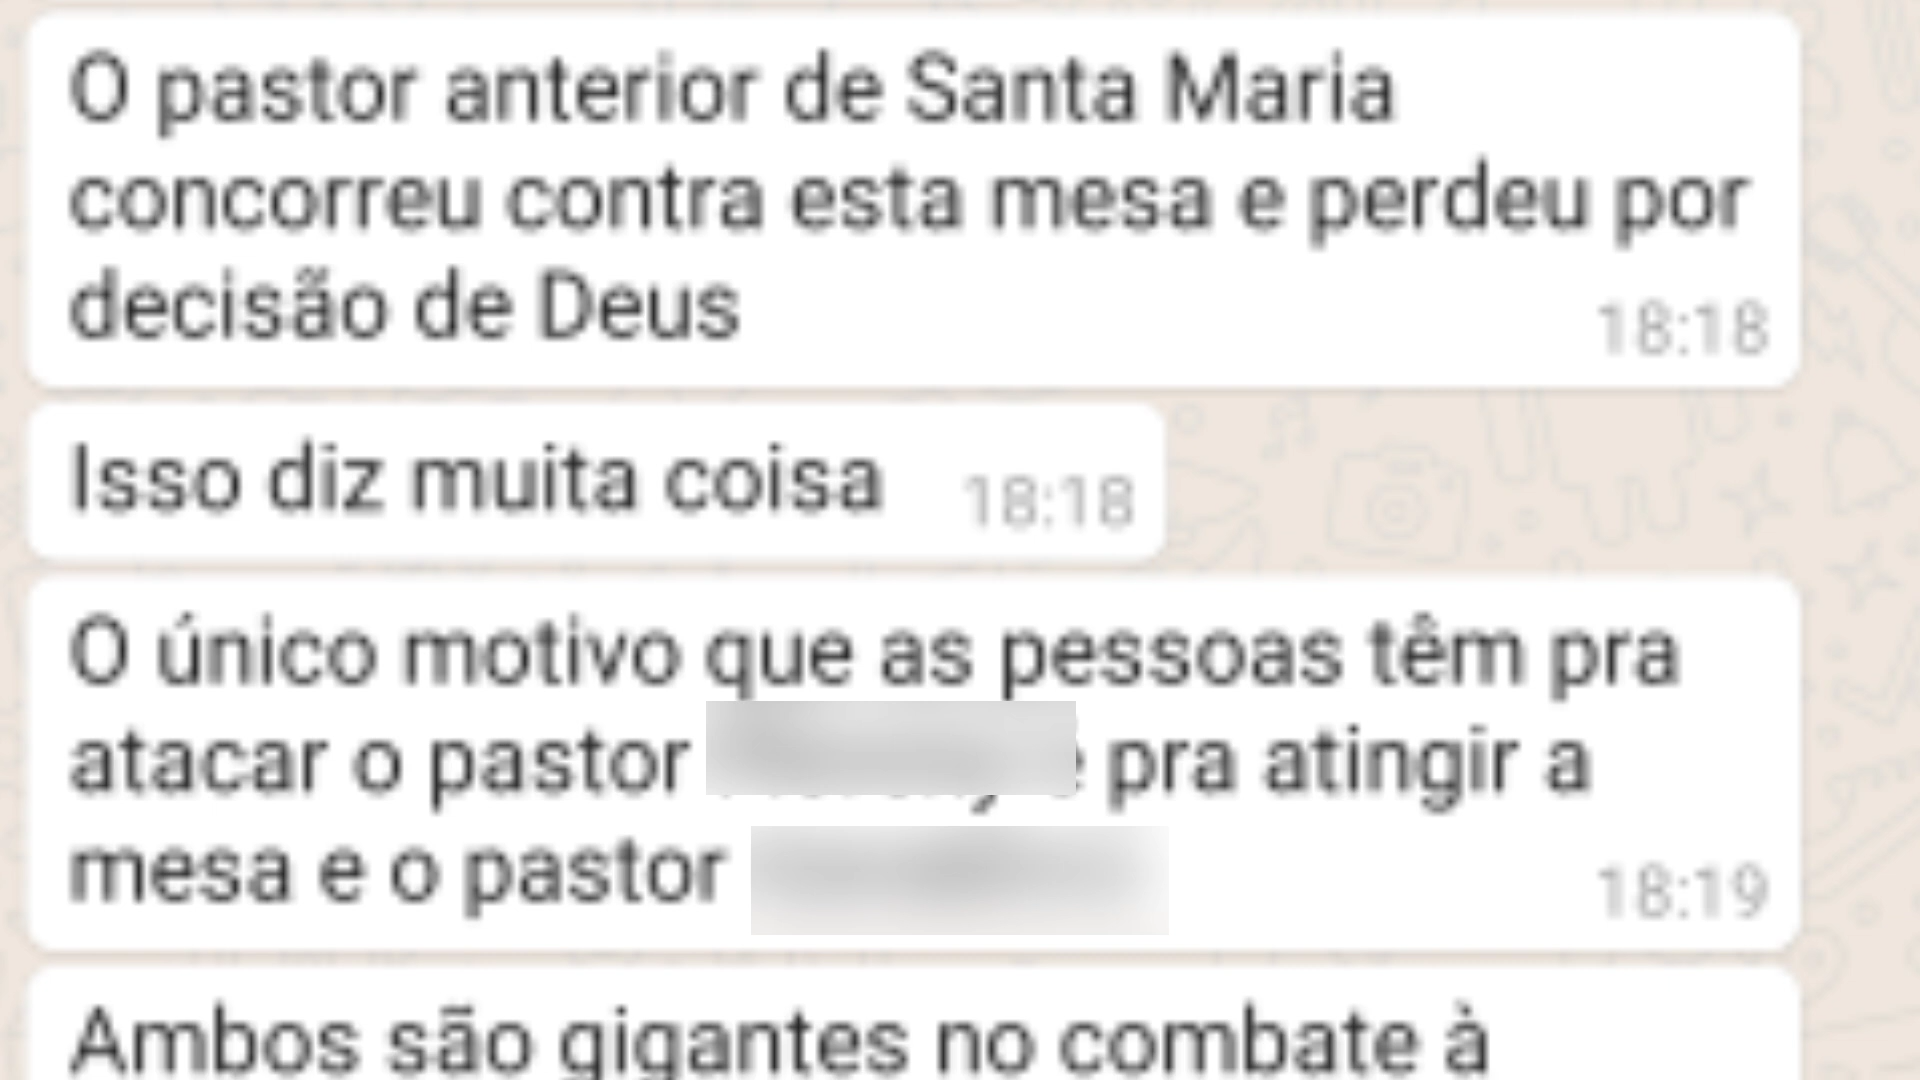 O pastor anterior de Santa Maria
concorreu contra esta mesa e perdeu por
decisão de Deus
18:18
Isso diz muita coisa 18:18
O único motivo que as pessoas têm pra
atacar o pastor é pra atingir a
mesa e o pastor
18:19
Ambos são gigantes no combate à